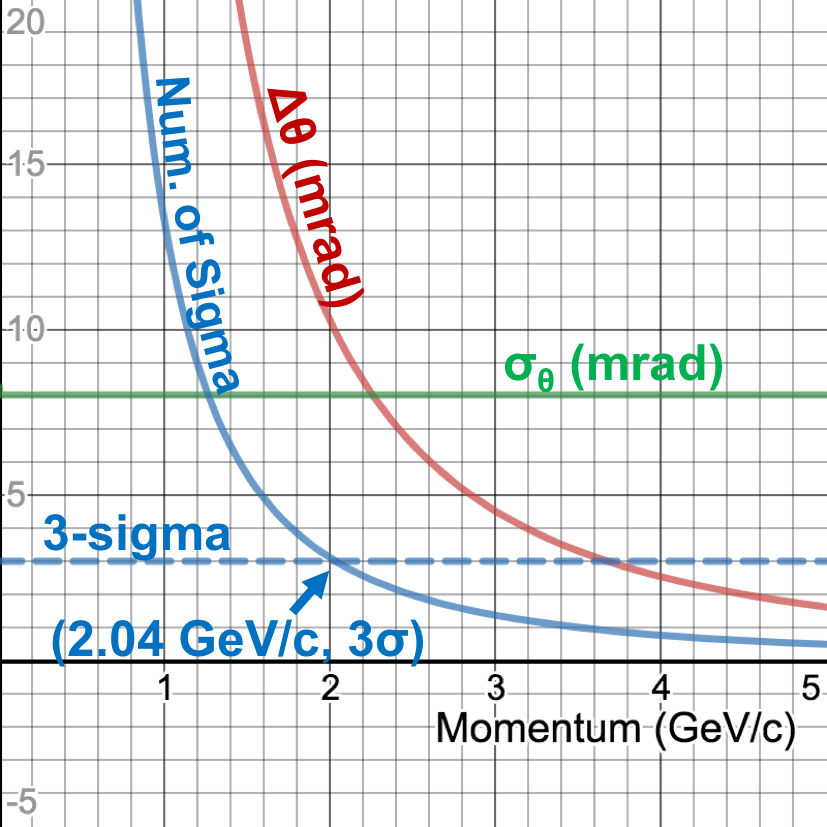 20
Num. of Sigma
Δθ (mrad)
15
10
σθ (mrad)
5
3-sigma
(2.04 GeV/c, 3σ)
1 2 3 4 5
Momentum (GeV/c)
-5